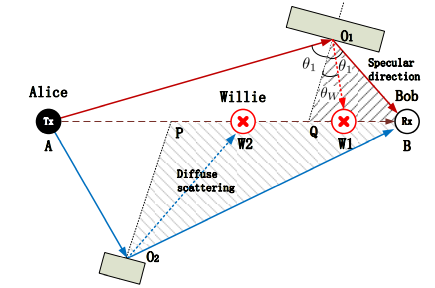 O1
θ1 θ1
Specular
direction
θW
Alice
Willie
Bob
Tx
Rx
A
P
W2
Q
W1
B
Diffuse
scattering
O2